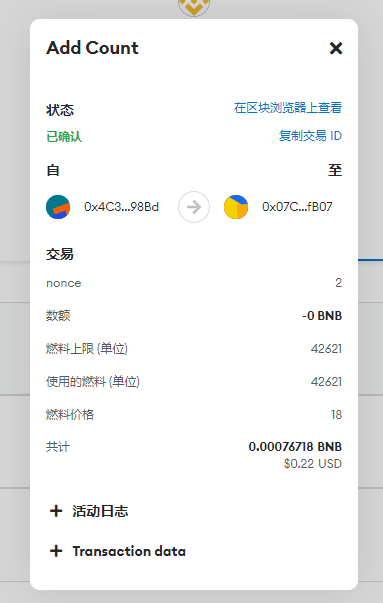 Add Count
状态
在区块浏览器上查看
已确认
复制交易 ID
自
至
0x4C3...98Bd
0x07C...fB07
交易
nonce
2
数额
-0 BNB
燃料上限 (单位)
42621
使用的燃料 (单位)
42621
燃料价格
18
共计
0.00076718 BNB
$0.22 USD
活动日志
Transaction data